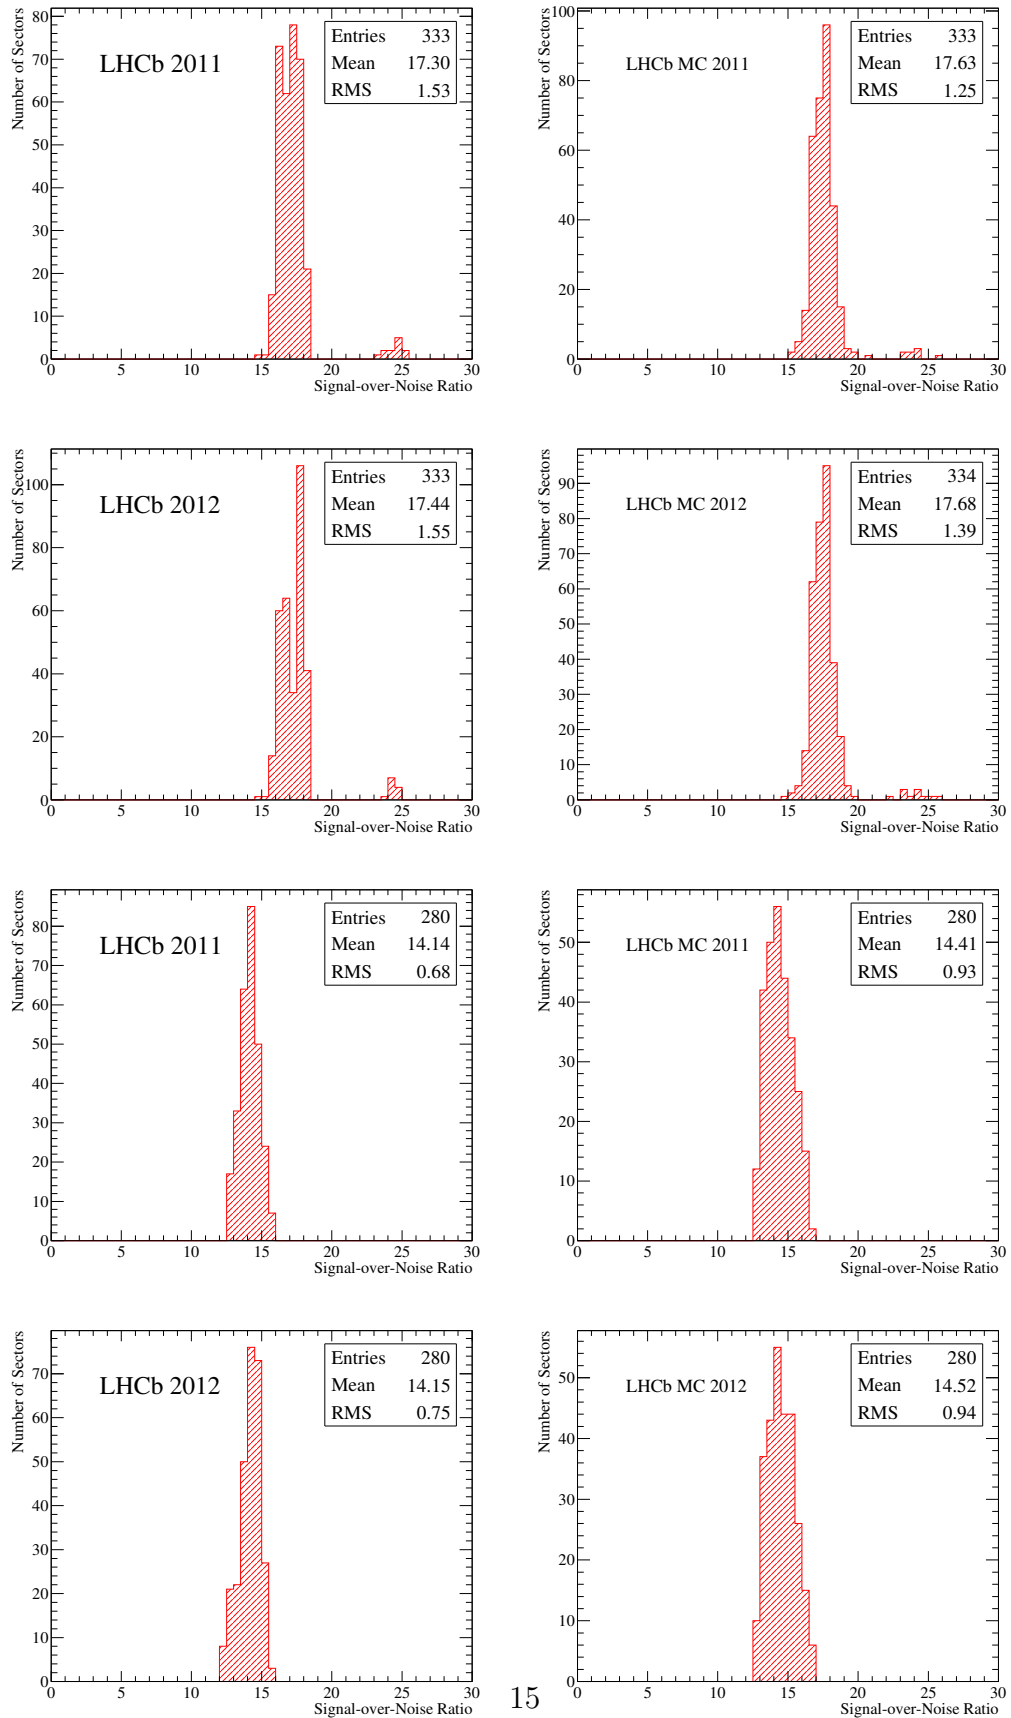 Number of Sectors
80
70
60
50
40
30
20
10
0
LHCb 2011
Entries 333
Mean 17.30
RMS 1.53
0 5 10 15 20 25 30
Signal-over-Noise Ratio
Number of Sectors
100
80
60
40
20
0
LHCb MC 2011
Entries 333
Mean 17.63
RMS 1.25
0 5 10 15 20 25 30
Signal-over-Noise Ratio
Number of Sectors
100
80
60
40
20
0
LHCb 2012
Entries 333
Mean 17.44
RMS 1.55
0 5 10 15 20 25 30
Signal-over-Noise Ratio
Number of Sectors
90
80
70
60
50
40
30
20
10
0
LHCb MC 2012
Entries 334
Mean 17.68
RMS 1.39
0 5 10 15 20 25 30
Signal-over-Noise Ratio
Number of Sectors
80
70
60
50
40
30
20
10
0
LHCb 2011
Entries 280
Mean 14.14
RMS 0.68
0 5 10 15 20 25 30
Signal-over-Noise Ratio
Number of Sectors
50
40
30
20
10
0
LHCb MC 2011
Entries 280
Mean 14.41
RMS 0.93
0 5 10 15 20 25 30
Signal-over-Noise Ratio
Number of Sectors
70
60
50
40
30
20
10
0
LHCb 2012
Entries 280
Mean 14.15
RMS 0.75
0 5 10 15 20 25 30
Signal-over-Noise Ratio
Number of Sectors
50
40
30
20
10
0
LHCb MC 2012
Entries 280
Mean 14.52
RMS 0.94
0 5 10 15 20 25 30
Signal-over-Noise Ratio
15